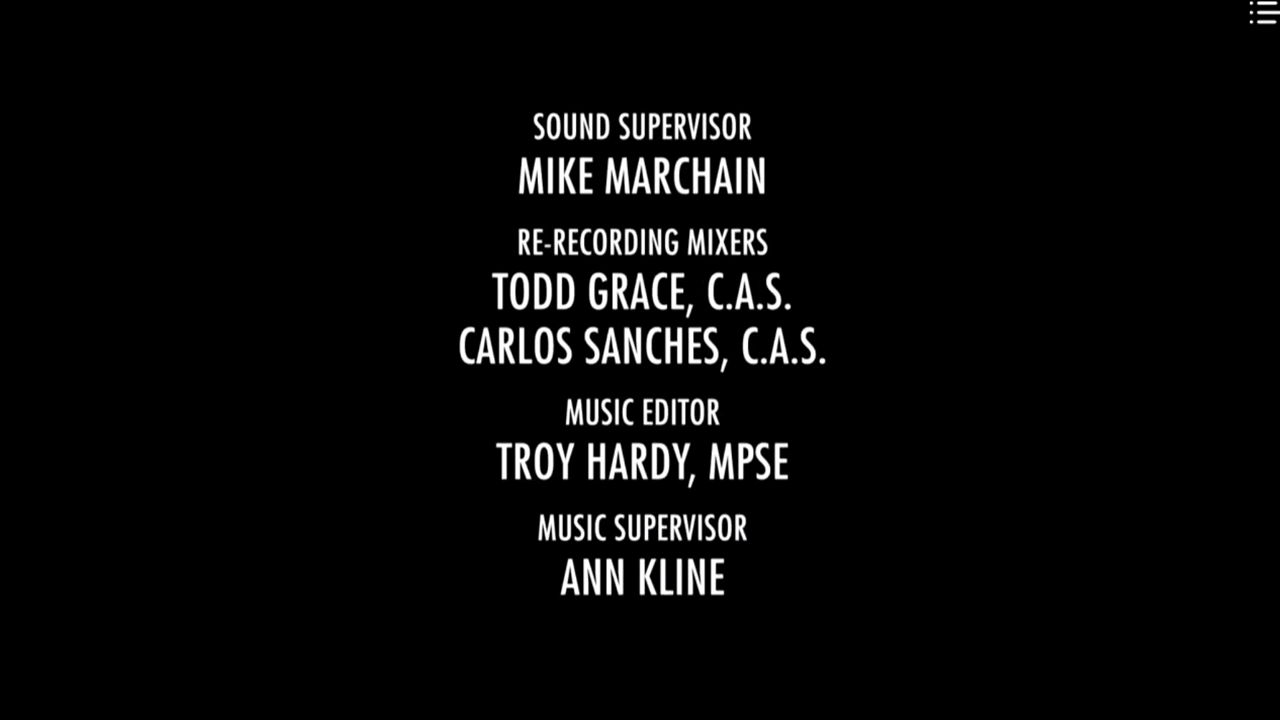 SOUND SUPERVISOR
MIKE MARCHAIN
RE-RECORDING MIXERS
TODD GRACE, C.A.S.
CARLOS SANCHES, C.A.S.
MUSIC EDITOR
TROY HARDY, MPSE
MUSIC SUPERVISOR
ANN KLINE